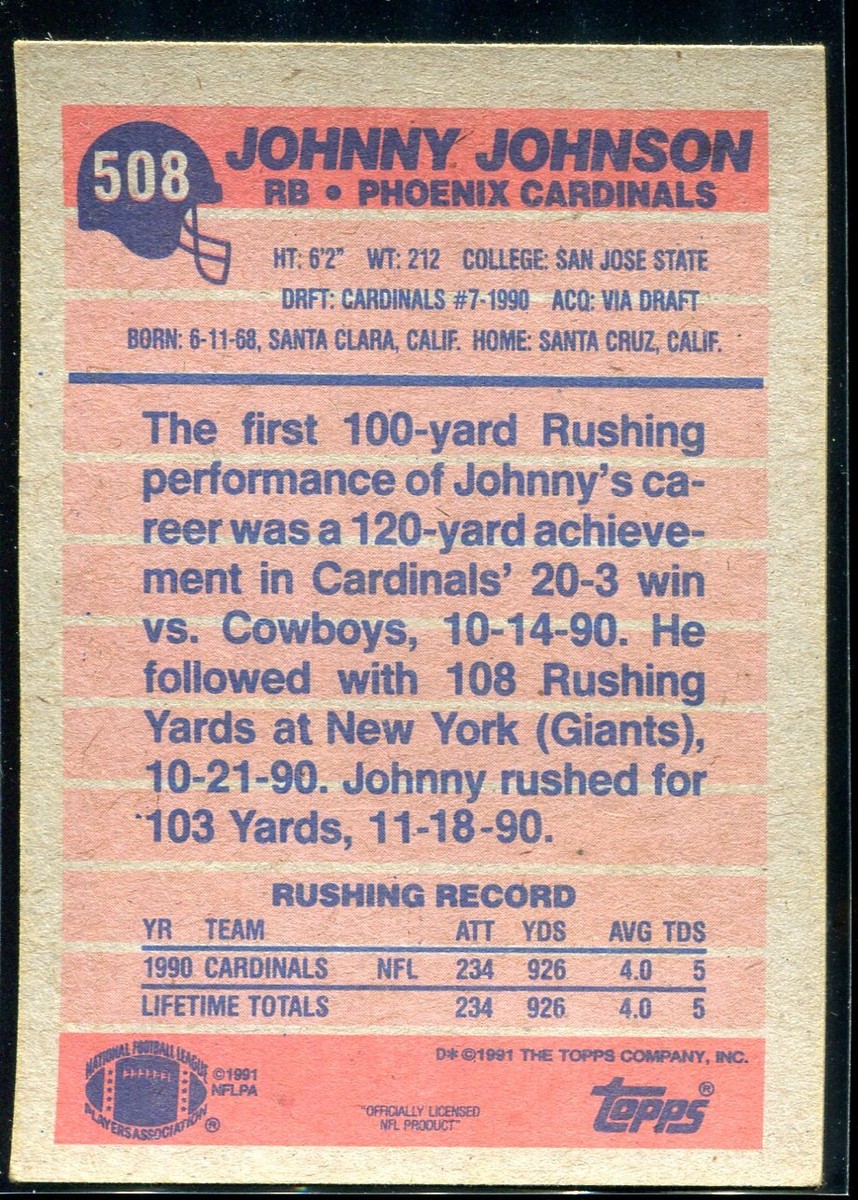 508
JOHNNY JOHNSON
RB • PHOENIX CARDINALS
HT: 6'2" WT: 212 COLLEGE: SAN JOSE STATE
DRFT: CARDINALS #7-1990 ACQ: VIA DRAFT
BORN: 6-11-68, SANTA CLARA, CALIF. HOME: SANTA CRUZ, CALIF.
The first 100-yard Rushing
performance of Johnny's ca-
reer was a 120-yard achieve-
ment in Cardinals' 20-3 win
vs. Cowboys, 10-14-90. He
followed with 108 Rushing
Yards at New York (Giants),
10-21-90. Johnny rushed for
103 Yards, 11-18-90.
RUSHING RECORD
YR TEAM ATT YDS AVG TDS
1990 CARDINALS NFL 234 926 4.0 5
LIFETIME TOTALS 234 926 4.0 5
NATIONAL FOOTBALL LEAGUE
PLAYERS ASSOCIATION ®
©1991
NFLPA
"OFFICIALLY LICENSED
NFL PRODUCT"
D* ©1991 THE TOPPS COMPANY, INC.
topps®